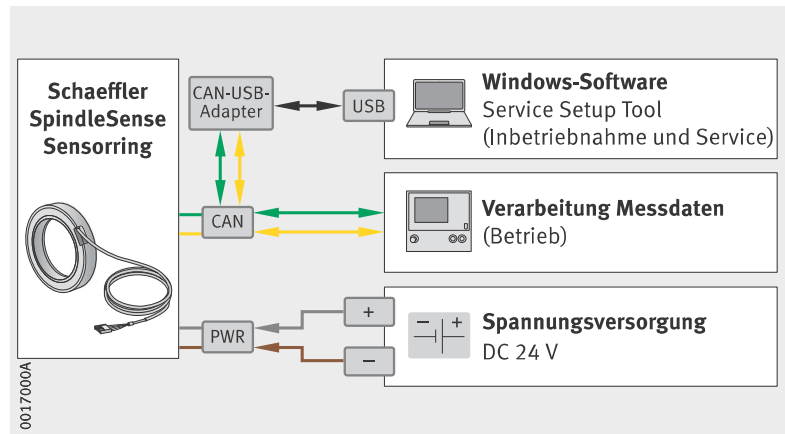 Schaeffler
SpindleSense
Sensorring
CAN-USB-
Adapter
USB
Windows-Software
Service Setup Tool
(Inbetriebnahme und Service)
CAN
Verarbeitung Messdaten
(Betrieb)
PWR
+
−
− +
Spannungsversorgung
DC 24 V
0017000A